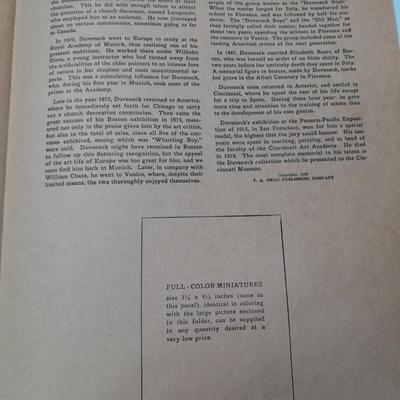 churches. This he did with enough talent to attract
the attention of a church decorator, named Lamprecht,
who employed him as an assistant. He now journeyed
about on various commissions, sometimes going so far
as Canada.
In 1870, Duveneck went to Europe to study at the
Royal Academy of Munich, thus realizing one of his
greatest ambitions. He worked there under Wilhelm
Dietz, a young instructor who had turned away from
the artificialities of the older painters to an intense love
of nature in her simplest and most unsentimental as-
pects. This was a stimulating influence for Duveneck,
who, during his first year in Munich, took most of the
prizes at the Academy.
Late in the year 1873, Duveneck returned to America,
where he immediately set forth for Chicago to carry
out a church decoration commission. Then came the
great success of his Boston exhibition in 1875, meas-
ured not only in the praise given him by the art critics,
but also in the total of sales, since all five of the can-
vases exhibited, among which was "Whistling Boy,"
were sold. Duveneck might have remained in Boston
to follow up this flattering recognition, but the appeal
of the art life of Europe was too great for him, and we
soon find him back in Munich. Later, in company with
William Chase, he went to Venice, where, despite their
limited means, the two thoroughly enjoyed themselves.
origin of the group known as the "Duveneck Boys."
When the master longed for Italy, he transferred his
school to Florence, and was followed by half his stu-
dents. The "Duveneck Boys" and the "Old Man," as
they lovingly called their master, banded together for
about two years, spending the winters in Florence and
the summers in Venice. The group included some of the
leading American artists of the next generation.
In 1887, Duveneck married Elizabeth Boott, of Bos-
ton, who was herself an artist of no little ability. The
two years before her untimely death they spent in Italy.
A memorial figure in bronze, made by Duveneck, marks
her grave in the Allori Cemetery in Florence.
Duveneck soon returned to America, and settled in
Cincinnati, where he spent the rest of his life except
for a trip to Spain. During these later years he gave
more time and attention to the training of others than
to the development of his own genius.
Duveneck's exhibition at the Panama-Pacific Exposi-
tion of 1915, in San Francisco, won for him a special
medal, the highest that the jury could bestow. His last
years were spent in teaching, painting, and as head of
the faculty of the Cincinnati Art Academy. He died
in 1919. The most complete memorial to his talent is
the Duveneck collection which he presented to the Cin-
cinnati Museum.
F. A. OWEN PUBLISHING COMPANY
FULL-COLOR MINIATURES
size 3¼ x 4¼ inches (same as
this panel), identical in coloring
with the large picture enclosed
in this folder, can be supplied
in any quantity desired at a
very low price.